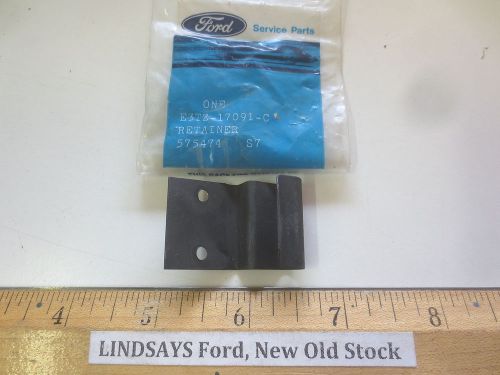 Ford Service Parts
ONE
E3TZ-17091-C
RETAINER
575474 S7
4 5 6 7 8
LINDSAYS Ford, New Old Stock